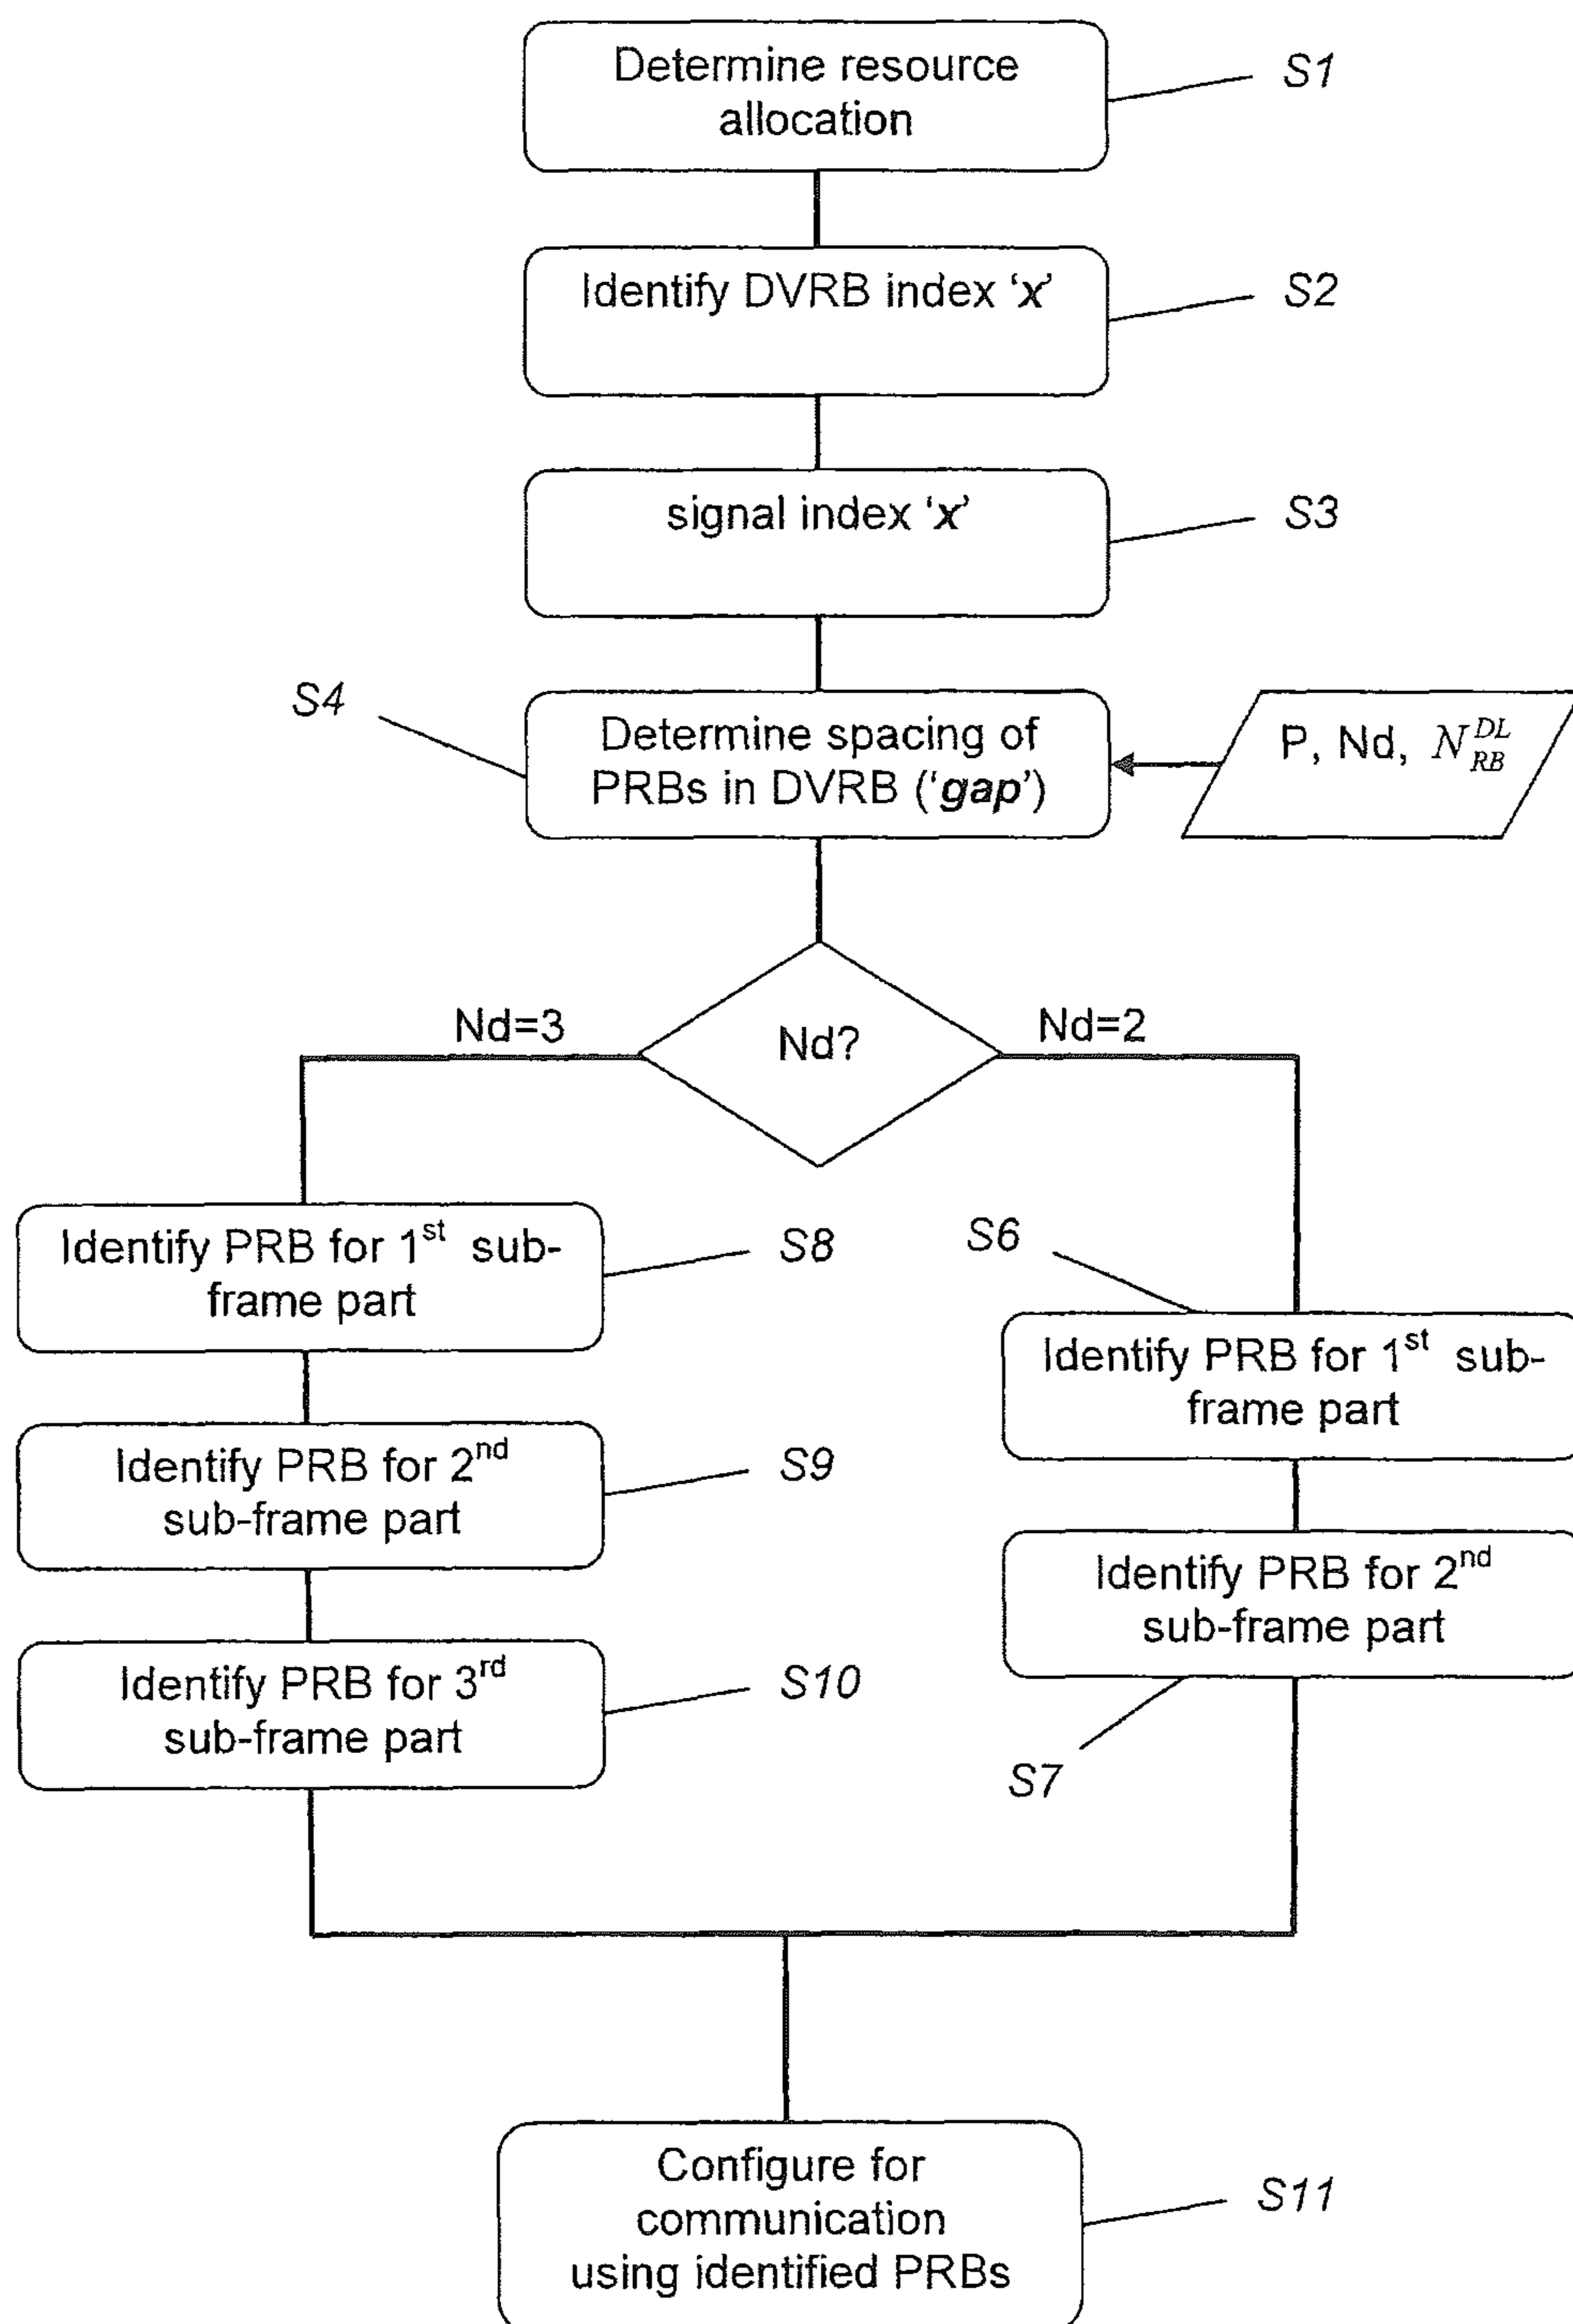 Determine resource
allocation
S1
Identify DVRB index ‘x’
S2
signal index ‘x’
S3
S4
Determine spacing of
PRBs in DVRB (‘gap’)
P, Nd, N_{RB}^{DL}
Nd=3
Nd?
Nd=2
Identify PRB for 1st sub-
frame part
S8
Identify PRB for 2nd
sub-frame part
S9
Identify PRB for 3rd
sub-frame part
S10
S6
Identify PRB for 1st sub-
frame part
Identify PRB for 2nd
sub-frame part
S7
Configure for
communication
using identified PRBs
S11